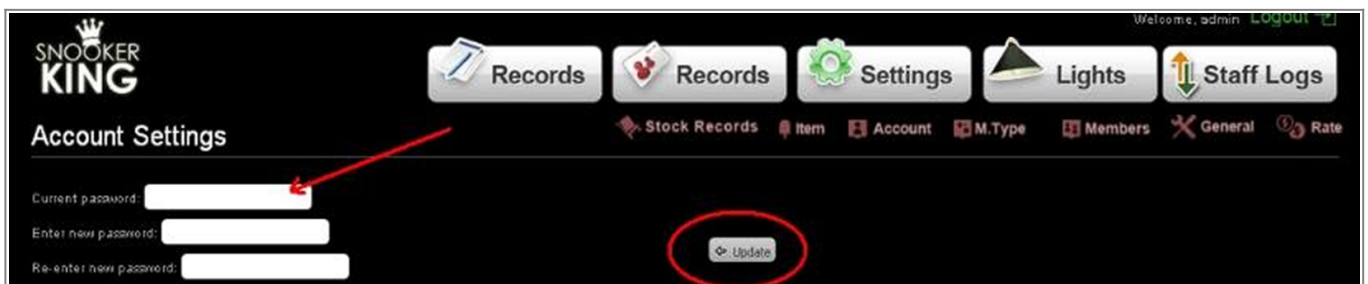 Welcome, admin Logout
SNOOKER
KING
Records
Records
Settings
Lights
Staff Logs
Account Settings
Stock Records
Item
Account
M.Type
Members
General
Rate
Current password:
Enter new password:
Re-enter new password:
Update